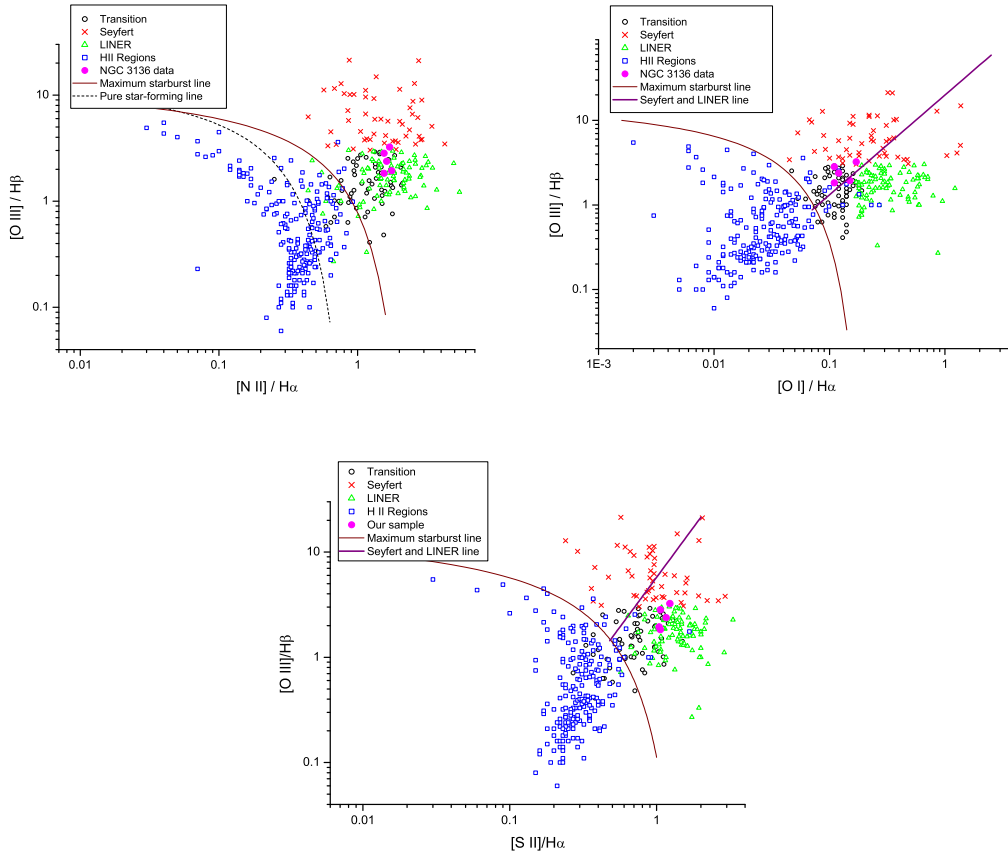 Transition
Seyfert
LINER
HII Regions
NGC 3136 data
Maximum starburst line
Pure star-forming line
10
1
0.1
[O III] / Hβ
0.01
0.1
1
[N II] / Hα
Transition
Seyfert
LINER
HII Regions
NGC 3136 data
Maximum starburst line
Seyfert and LINER line
10
1
0.1
[O III] / Hβ
1E-3
0.01
0.1
1
[O I] / Hα
Transition
Seyfert
LINER
H II Regions
Our sample
Maximum starburst line
Seyfert and LINER line
10
1
0.1
[O III]/Hβ
0.01
0.1
1
[S II]/Hα